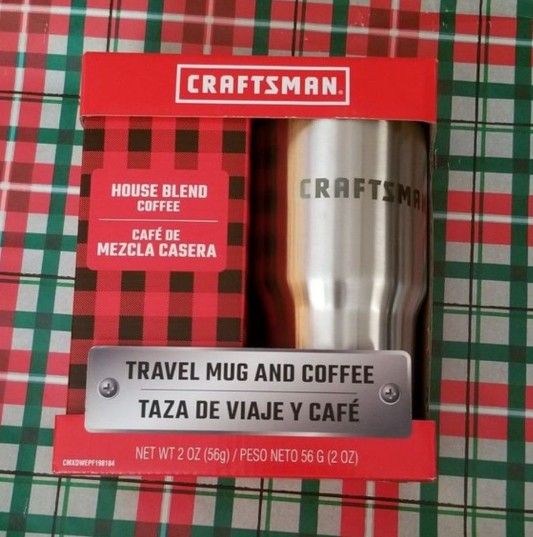 CRAFTSMAN®
CRAFTSMAN
HOUSE BLEND
COFFEE
CAFÉ DE
MEZCLA CASERA
TRAVEL MUG AND COFFEE
TAZA DE VIAJE Y CAFÉ
NET WT 2 OZ (56g) / PESO NETO 56 G (2 OZ)
CMXDWEPF198184